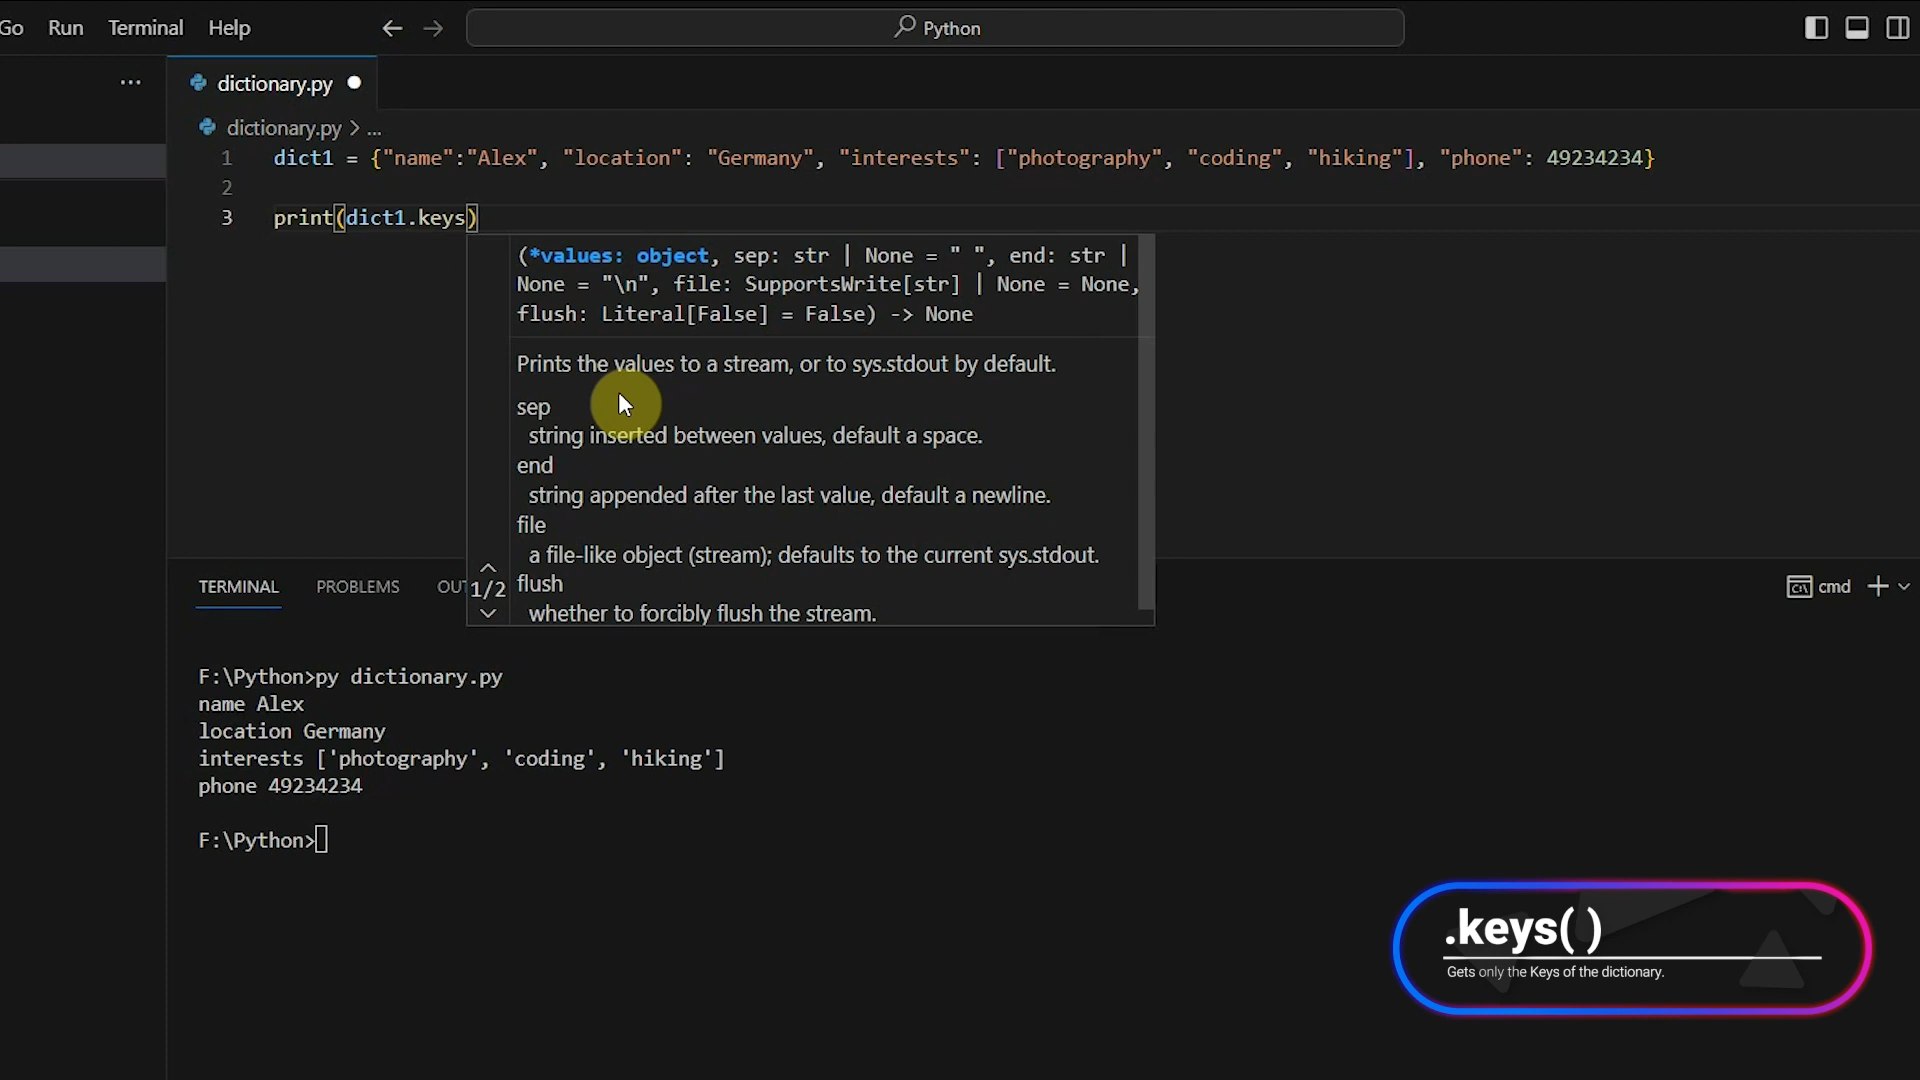 Go Run Terminal Help
Python
dictionary.py
dictionary.py > ...
1 dict1 = {"name":"Alex", "location": "Germany", "interests": ["photography", "coding", "hiking"], "phone": 49234234}
2
3 print(dict1.keys)
(*values: object, sep: str | None = " ", end: str |
None = "\n", file: SupportsWrite[str] | None = None,
flush: Literal[False] = False) -> None
Prints the values to a stream, or to sys.stdout by default.
sep
string inserted between values, default a space.
end
string appended after the last value, default a newline.
file
a file-like object (stream); defaults to the current sys.stdout.
1/2
flush
whether to forcibly flush the stream.
TERMINAL PROBLEMS OUT
cmd
F:\Python>py dictionary.py
name Alex
location Germany
interests ['photography', 'coding', 'hiking']
phone 49234234
F:\Python>
.keys( )
Gets only the Keys of the dictionary.